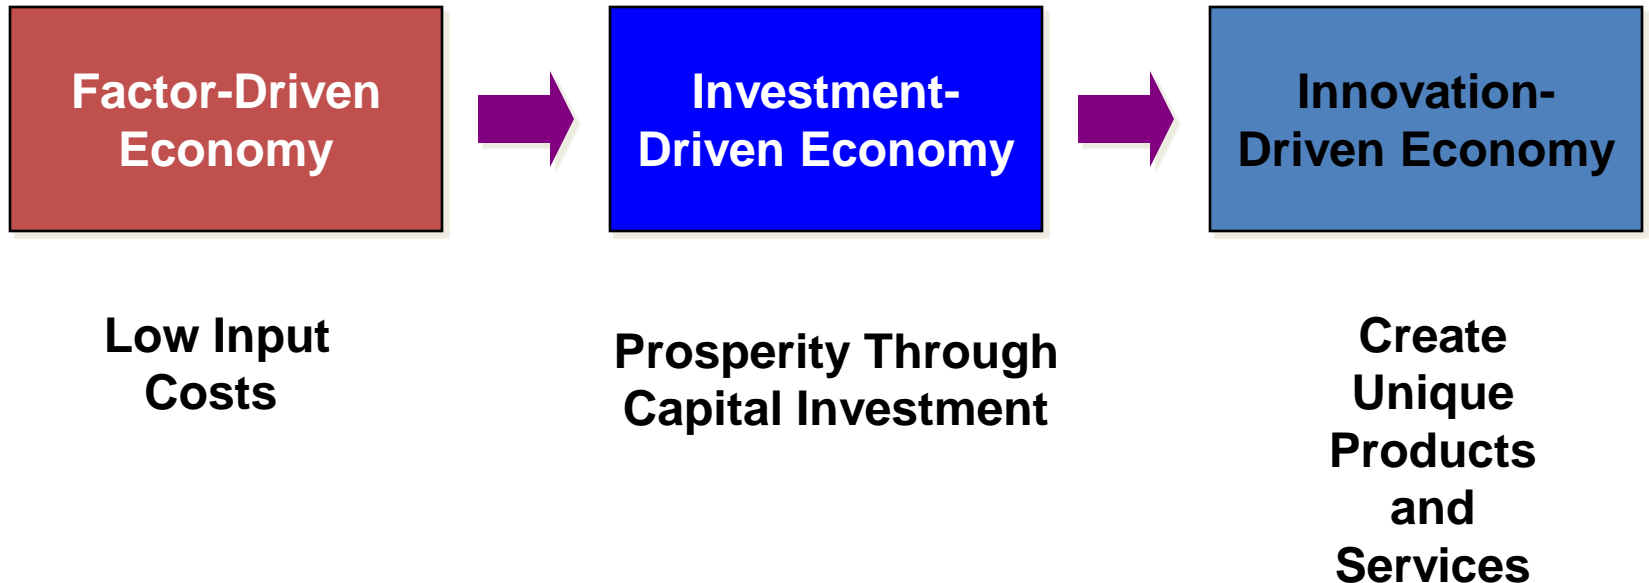 Factor-Driven
Economy
Investment-
Driven Economy
Innovation-
Driven Economy
Low Input
Costs
Prosperity Through
Capital Investment
Create
Unique
Products
and
Services